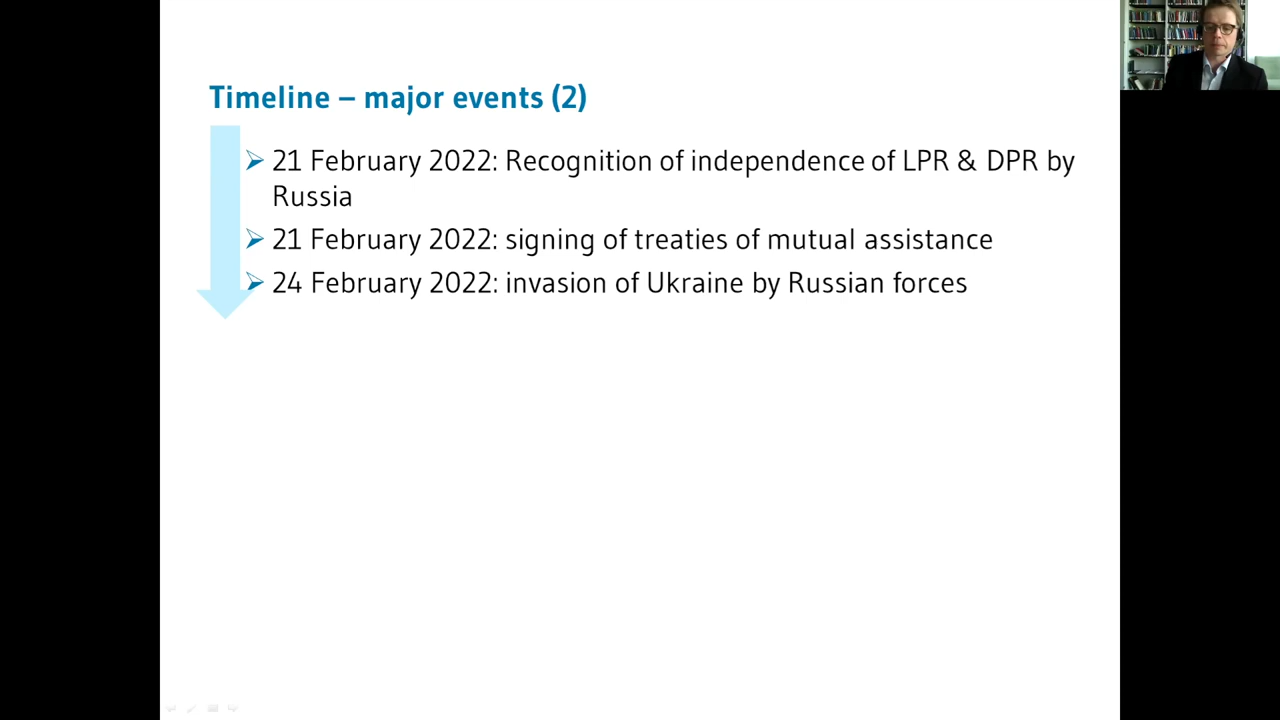 Timeline – major events (2)
21 February 2022: Recognition of independence of LPR & DPR by
Russia
21 February 2022: signing of treaties of mutual assistance
24 February 2022: invasion of Ukraine by Russian forces